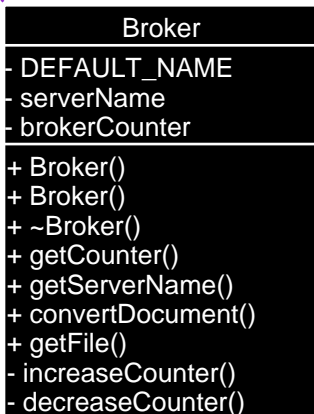 Broker
- DEFAULT_NAME
- serverName
- brokerCounter
+ Broker()
+ Broker()
+ ~Broker()
+ getCounter()
+ getServerName()
+ convertDocument()
+ getFile()
- increaseCounter()
- decreaseCounter()